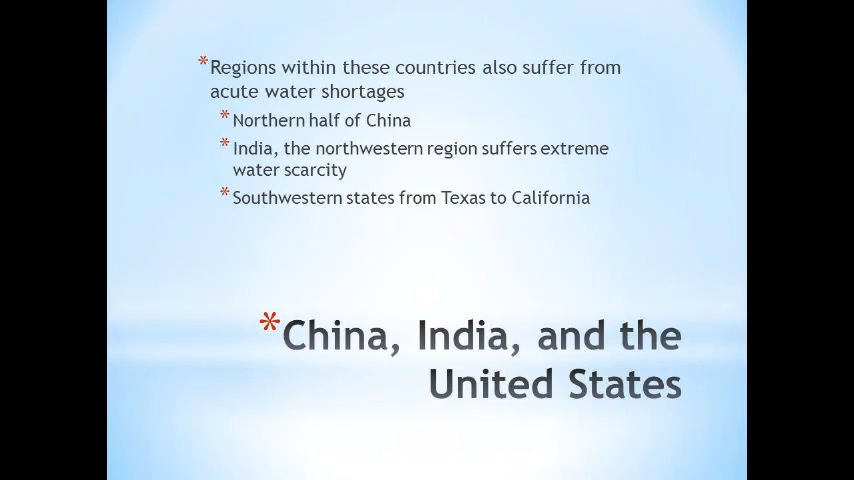 *Regions within these countries also suffer from
acute water shortages
*Northern half of China
*India, the northwestern region suffers extreme
water scarcity
*Southwestern states from Texas to California
*China, India, and the
United States